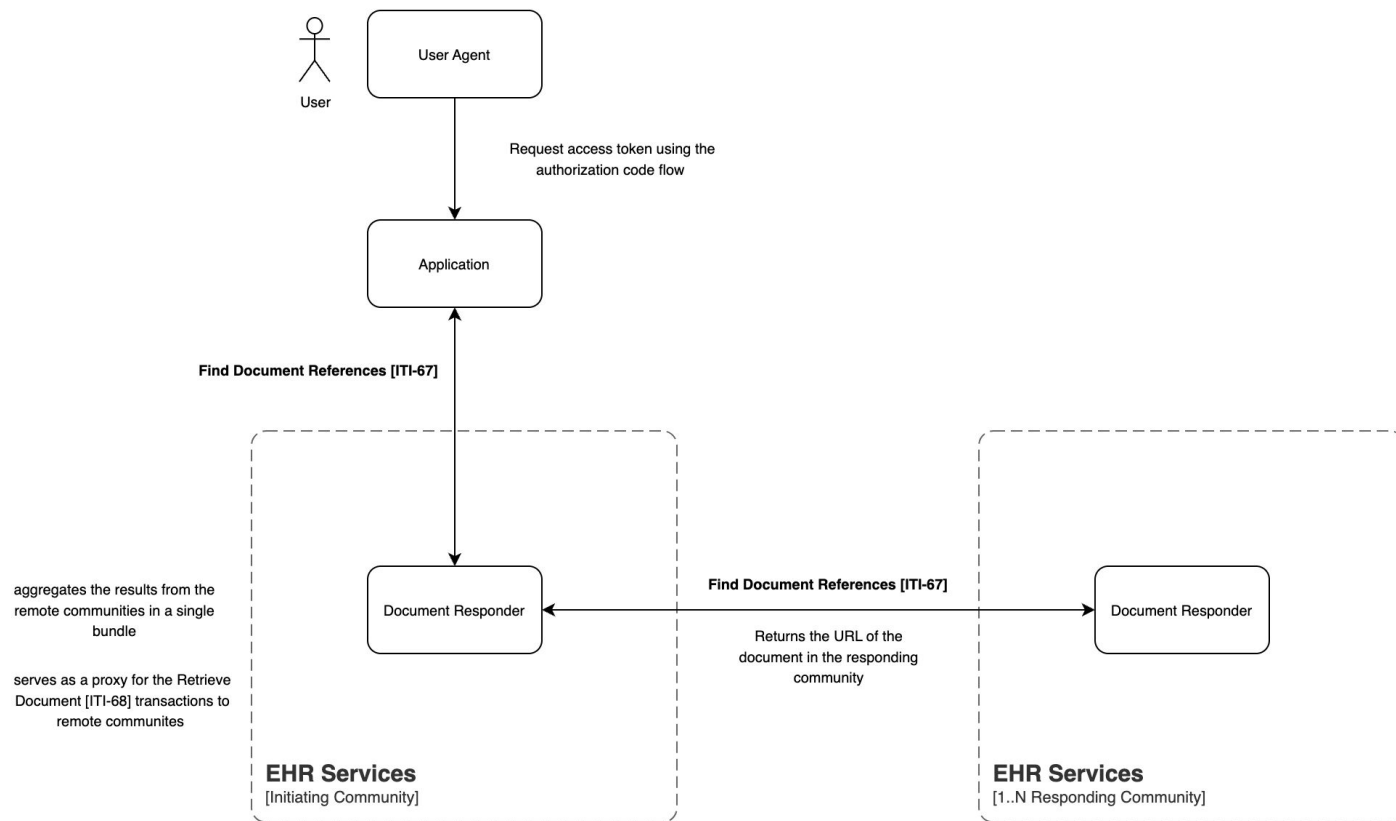 User Agent
User
Request access token using the
authorization code flow
Application
Find Document References [ITI-67]
aggregates the results from the
remote communities in a single
bundle
serves as a proxy for the Retrieve
Document [ITI-68] transactions to
remote communites
Document Responder
Find Document References [ITI-67]
Returns the URL of the
document in the responding
community
Document Responder
EHR Services
[Initiating Community]
EHR Services
[1..N Responding Community]